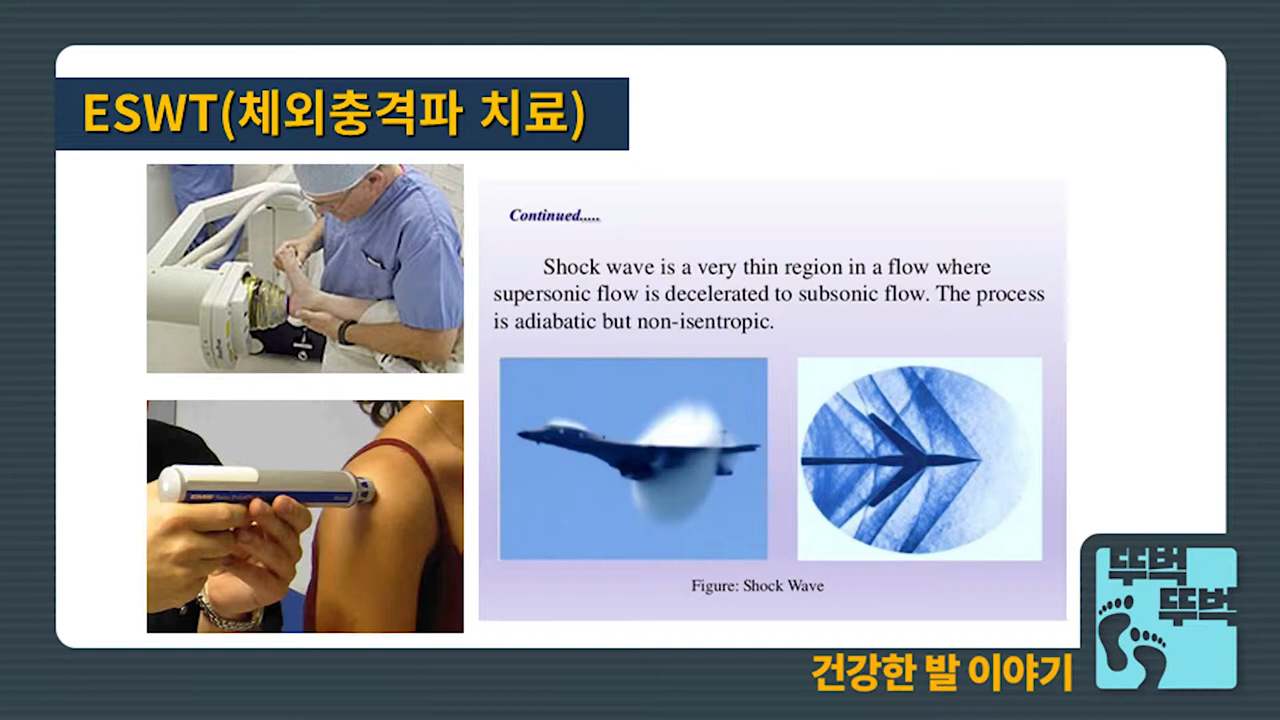 ESWT(체외충격파 치료)
Continued.....
Shock wave is a very thin region in a flow where
supersonic flow is decelerated to subsonic flow. The process
is adiabatic but non-isentropic.
EMS
Figure: Shock Wave
뚜벅
뚜벅
건강한 발 이야기